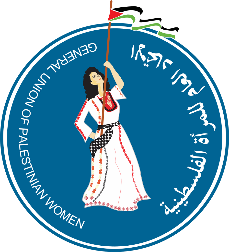 الاتحاد العام للمرأة الفلسطينية
GENERAL UNION OF PALESTINIAN WOMEN